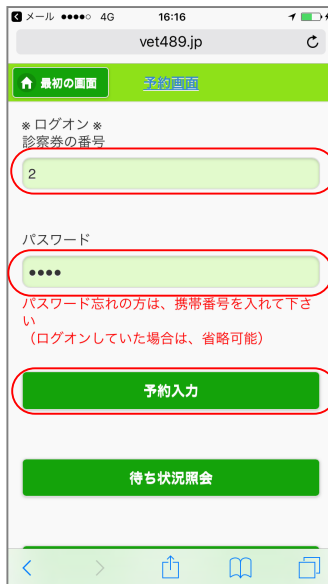 メール 4G 16:16
vet489.jp
最初の画面 予約画面
※ ログオン ※
診察券の番号
2
パスワード
••••
パスワード忘れの方は、携帯番号を入れて下さ
い
（ログオンしていた場合は、省略可能）
予約入力
待ち状況照会